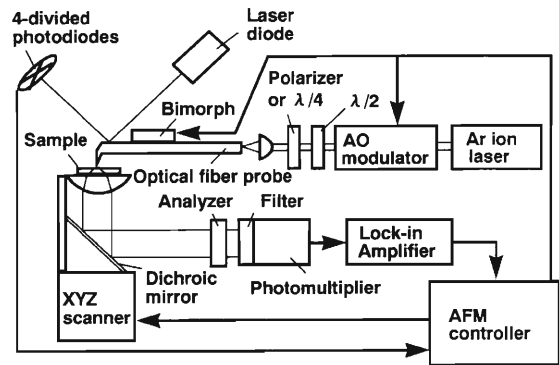 4-divided
photodiodes
Laser
diode
Bimorph
Polarizer
or λ/4
λ/2
Sample
Optical fiber probe
AO
modulator
Ar ion
laser
Analyzer
Filter
Lock-in
Amplifier
Dichroic
mirror
Photomultiplier
XYZ
scanner
AFM
controller